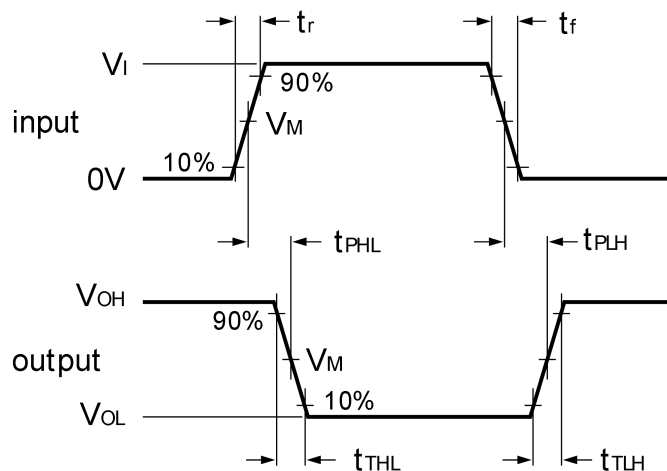 tr tf
VI
90%
input VM
10%
0V
tPHL tPLH
VOH
90%
output VM
10%
VOL
tTHL tTLH